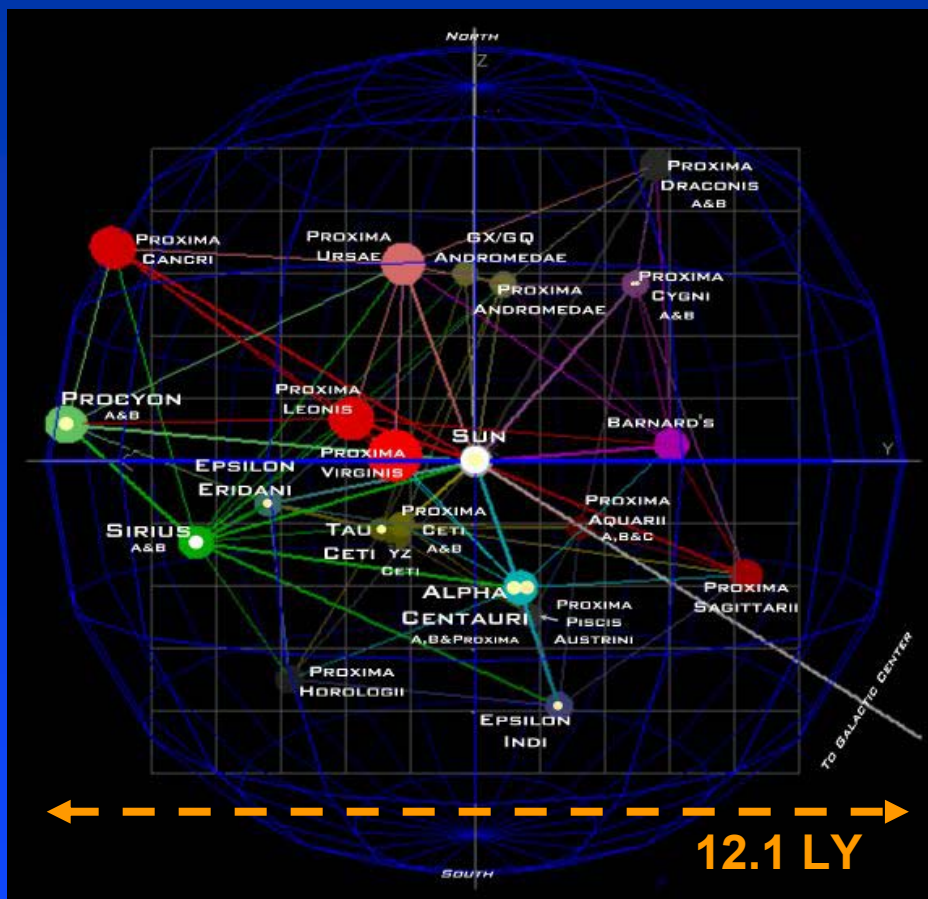 NORTH
Z
PROXIMA
DRACONIS
A&B
PROXIMA
CANCRI
PROXIMA
URSAE
GX/GQ
ANDROMEDAE
PROXIMA
ANDROMEDAE
PROXIMA
CYGNI
A&B
PROCYON
A&B
PROXIMA
LEONIS
SUN
BARNARD'S
Y
PROXIMA
VIRGINIS
EPSILON
ERIDANI
SIRIUS
A&B
TAU
CETI
PROXIMA
CETI
A&B
YZ
CETI
PROXIMA
AQUARII
A,B&C
ALPHA
CENTAURI
A,B&PROXIMA
PROXIMA
PISCIS
AUSTRINI
PROXIMA
SAGITTARII
PROXIMA
HOROLOGII
EPSILON
INDI
TO GALACTIC CENTER
12.1 LY
SOUTH